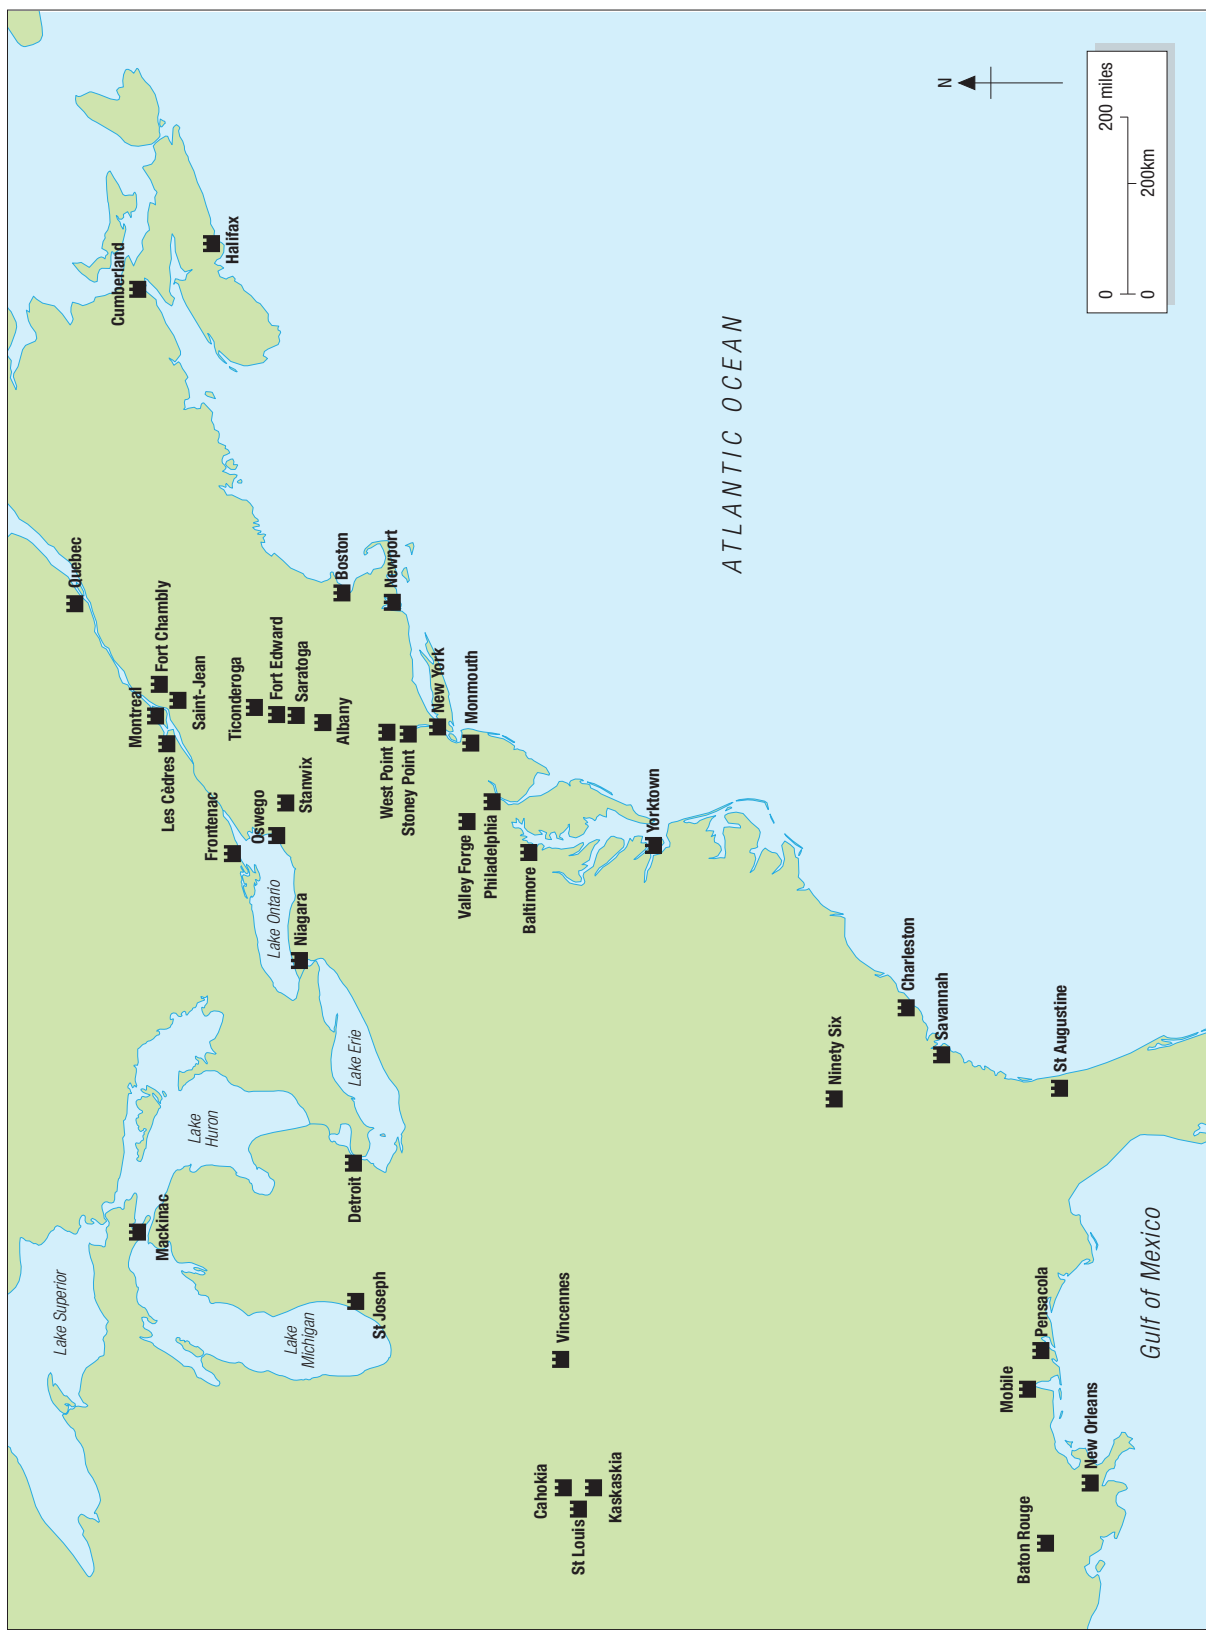 Quebec
Cumberland
Halifax
Montreal
Fort Chambly
Saint-Jean
Les Cèdres
Ticonderoga
Fort Edward
Saratoga
Albany
Frontenac
Oswego
Stanwix
Boston
Newport
West Point
Stoney Point
New York
Monmouth
Valley Forge
Philadelphia
Baltimore
Yorktown
Niagara
Lake Ontario
Lake Erie
Lake
Huron
Lake Superior
Mackinac
Detroit
Lake
Michigan
St Joseph
Vincennes
Cahokia
St Louis
Kaskaskia
Ninety Six
Charleston
Savannah
St Augustine
Mobile
Pensacola
New Orleans
Baton Rouge
Gulf of Mexico
ATLANTIC OCEAN
N
0 200 miles
0 200km